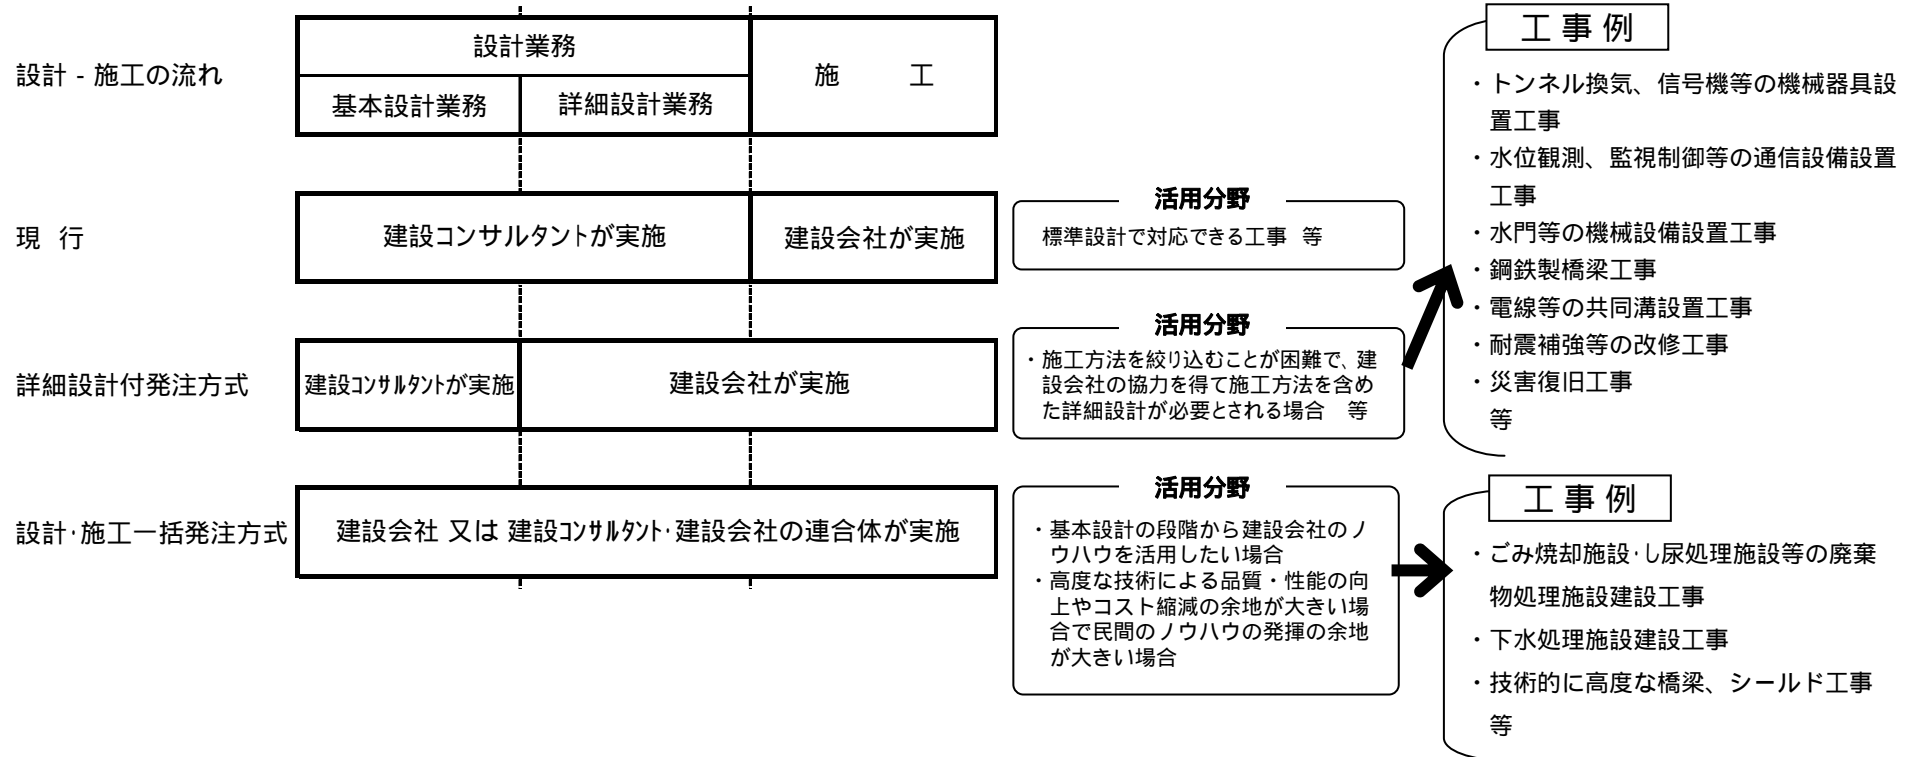 設計 - 施工の流れ
設計業務
基本設計業務
詳細設計業務
施 工
現 行
建設コンサルタントが実施
建設会社が実施
活用分野
標準設計で対応できる工事 等
詳細設計付発注方式
建設コンサルタントが実施
建設会社が実施
活用分野
・施工方法を絞り込むことが困難で、建
設会社の協力を得て施工方法を含め
た詳細設計が必要とされる場合 等
工 事 例
・トンネル換気、信号機等の機械器具設
置工事
・水位観測、監視制御等の通信設備設置
工事
・水門等の機械設備設置工事
・鋼鉄製橋梁工事
・電線等の共同溝設置工事
・耐震補強等の改修工事
・災害復旧工事
等
設計・施工一括発注方式
建設会社 又は 建設コンサルタント・建設会社の連合体が実施
活用分野
・基本設計の段階から建設会社のノ
ウハウを活用したい場合
・高度な技術による品質・性能の向
上やコスト縮減の余地が大きい場
合で民間のノウハウの発揮の余地
が大きい場合
工 事 例
・ごみ焼却施設・し尿処理施設等の廃棄
物処理施設建設工事
・下水処理施設建設工事
・技術的に高度な橋梁、シールド工事
等